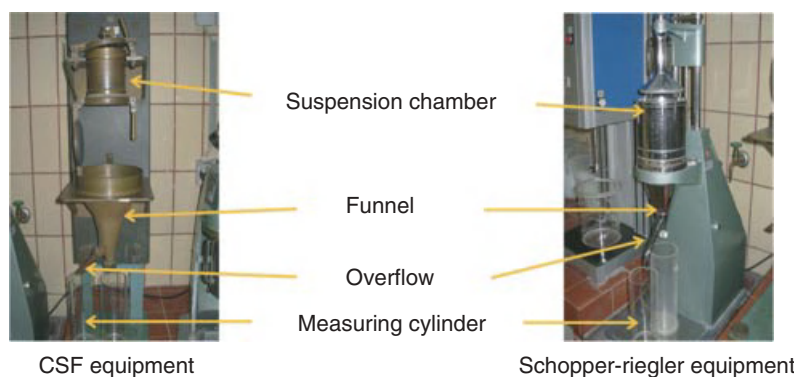 Suspension chamber
Funnel
Overflow
Measuring cylinder
CSF equipment
Schopper-riegler equipment